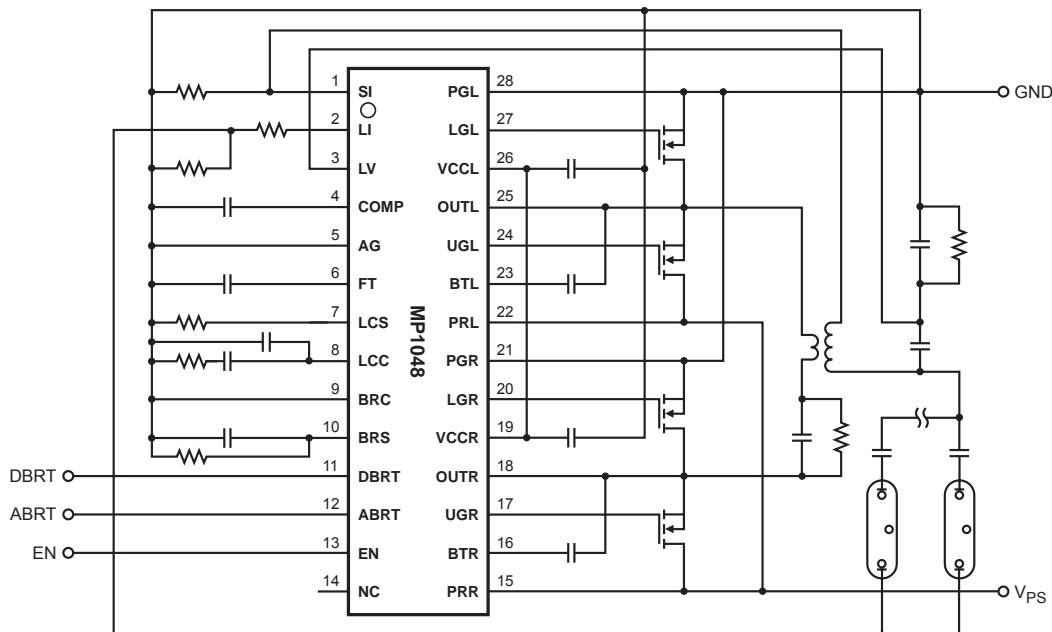 1 SI PGL 28 GND
2 LI LGL 27
3 LV VCCL 26
4 COMP OUTL 25
5 AG UGL 24
6 FT BTL 23
7 LCS PRL 22
8 LCC PGR 21
MP1048
9 BRC LGR 20
10 BRS VCCR 19
DBRT 11 DBRT OUTR 18
ABRT 12 ABRT UGR 17
EN 13 EN BTR 16
14 NC PRR 15 VPS